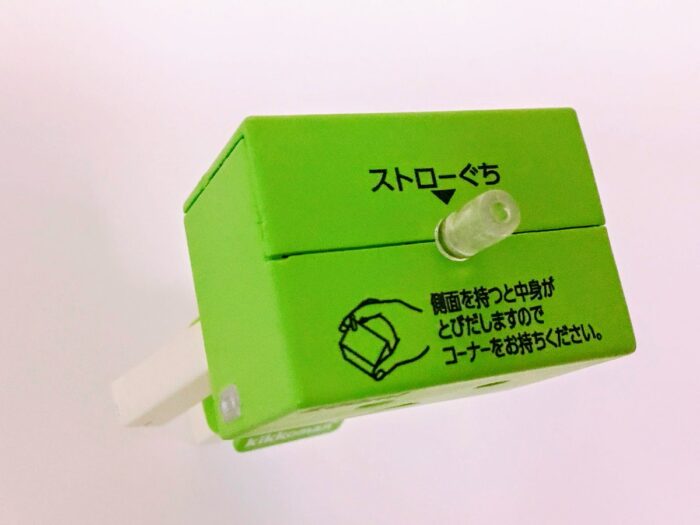 ストローぐち
側面を持つと中身が
とびだしますので
コーナーをお持ちください。
kikkoman